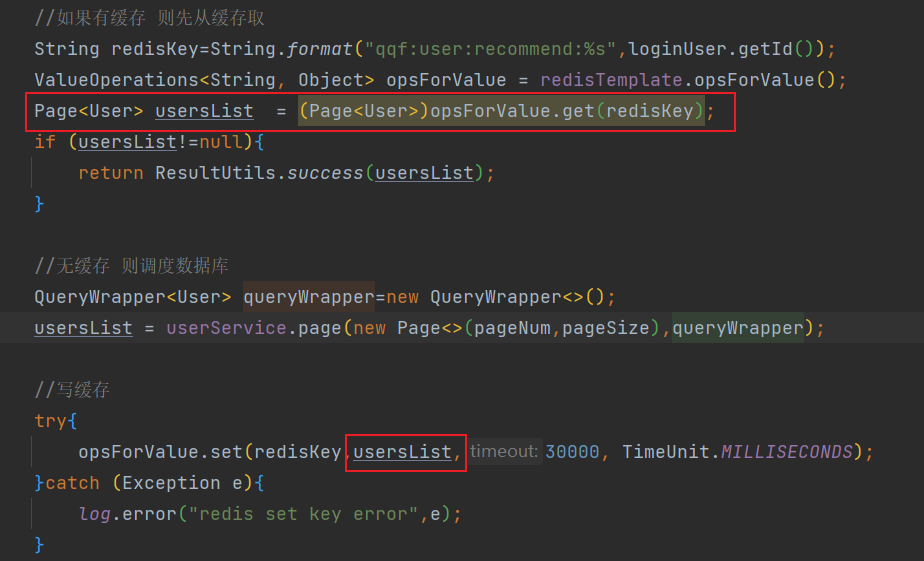 //如果有缓存 则先从缓存取
String redisKey=String.format("qqf:user:recommend:%s",loginUser.getId());
ValueOperations<String, Object> opsForValue = redisTemplate.opsForValue();
Page<User> usersList = (Page<User>)opsForValue.get(redisKey);
if (usersList!=null){
return ResultUtils.success(usersList);
}
//无缓存 则调度数据库
QueryWrapper<User> queryWrapper=new QueryWrapper<>();
usersList = userService.page(new Page<>(pageNum,pageSize),queryWrapper);
//写缓存
try{
opsForValue.set(redisKey,usersList, timeout: 30000, TimeUnit.MILLISECONDS);
}catch (Exception e){
log.error("redis set key error",e);
}